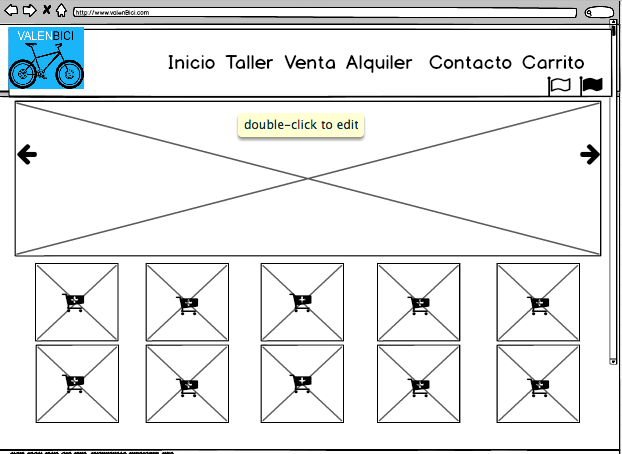 http://www.valenBici.com
VALENBICI
Inicio Taller Venta Alquiler Contacto Carrito
double-click to edit